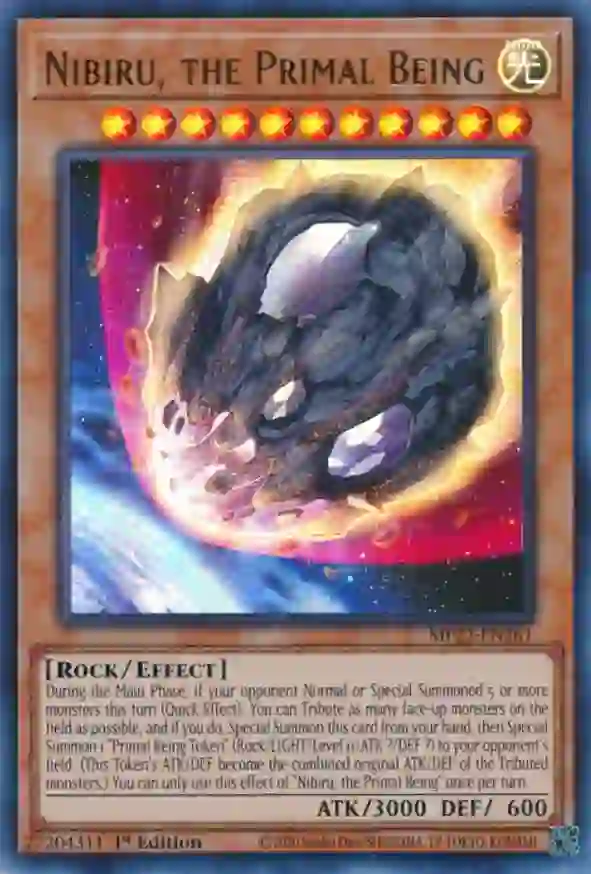 NIBIRU, THE PRIMAL BEING
光
MP22-EN261
[ROCK/EFFECT]
During the Main Phase, if your opponent Normal or Special Summoned 5 or more
monsters this turn (Quick Effect): You can Tribute as many face-up monsters on the
field as possible, and if you do, Special Summon this card from your hand, then Special
Summon 1 "Primal Being Token" (Rock/LIGHT/Level 11/ATK ?/DEF ?) to your opponent's
field. (This Token's ATK/DEF become the combined original ATK/DEF of the Tributed
monsters.) You can only use this effect of "Nibiru, the Primal Being" once per turn.
ATK/3000 DEF/ 600
1st Edition